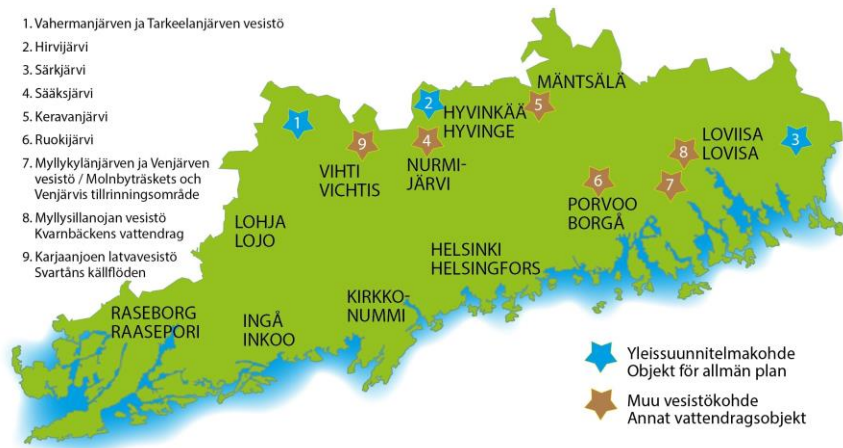 1. Vahermanjärven ja Tarkeelanjärven vesistö
2. Hirvijärvi
3. Särkjärvi
4. Sääksjärvi
5. Keravanjärvi
6. Ruokijärvi
7. Myllykylänjärven ja Venjärven
vesistö / Molnbyträskets och
Venjärvis tillrinningsområde
8. Myllysillanojan vesistö
Kvarnbäckens vattendrag
9. Karjaanjoen latvavesistö
Svartåns källflöden
MÄNTSÄLÄ
5
2
HYVINKÄÄ
HYVINGE
1
9
4
VIHTI
VICHTIS
NURMI-
JÄRVI
LOVIISA
LOVISA
3
8
6
7
PORVOO
BORGÅ
LOHJA
LOJO
HELSINKI
HELSINGFORS
KIRKKO-
NUMMI
RASEBORG
RAASEPORI
INGÅ
INKOO
Yleissuunnitelmakohde
Objekt för allmän plan
Muu vesistökohde
Annat vattendragsobjekt